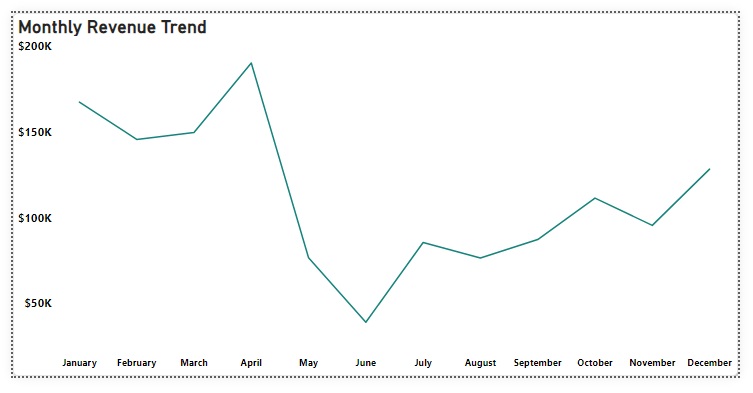 Monthly Revenue Trend
$200K
$150K
$100K
$50K
January February March April May June July August September October November December